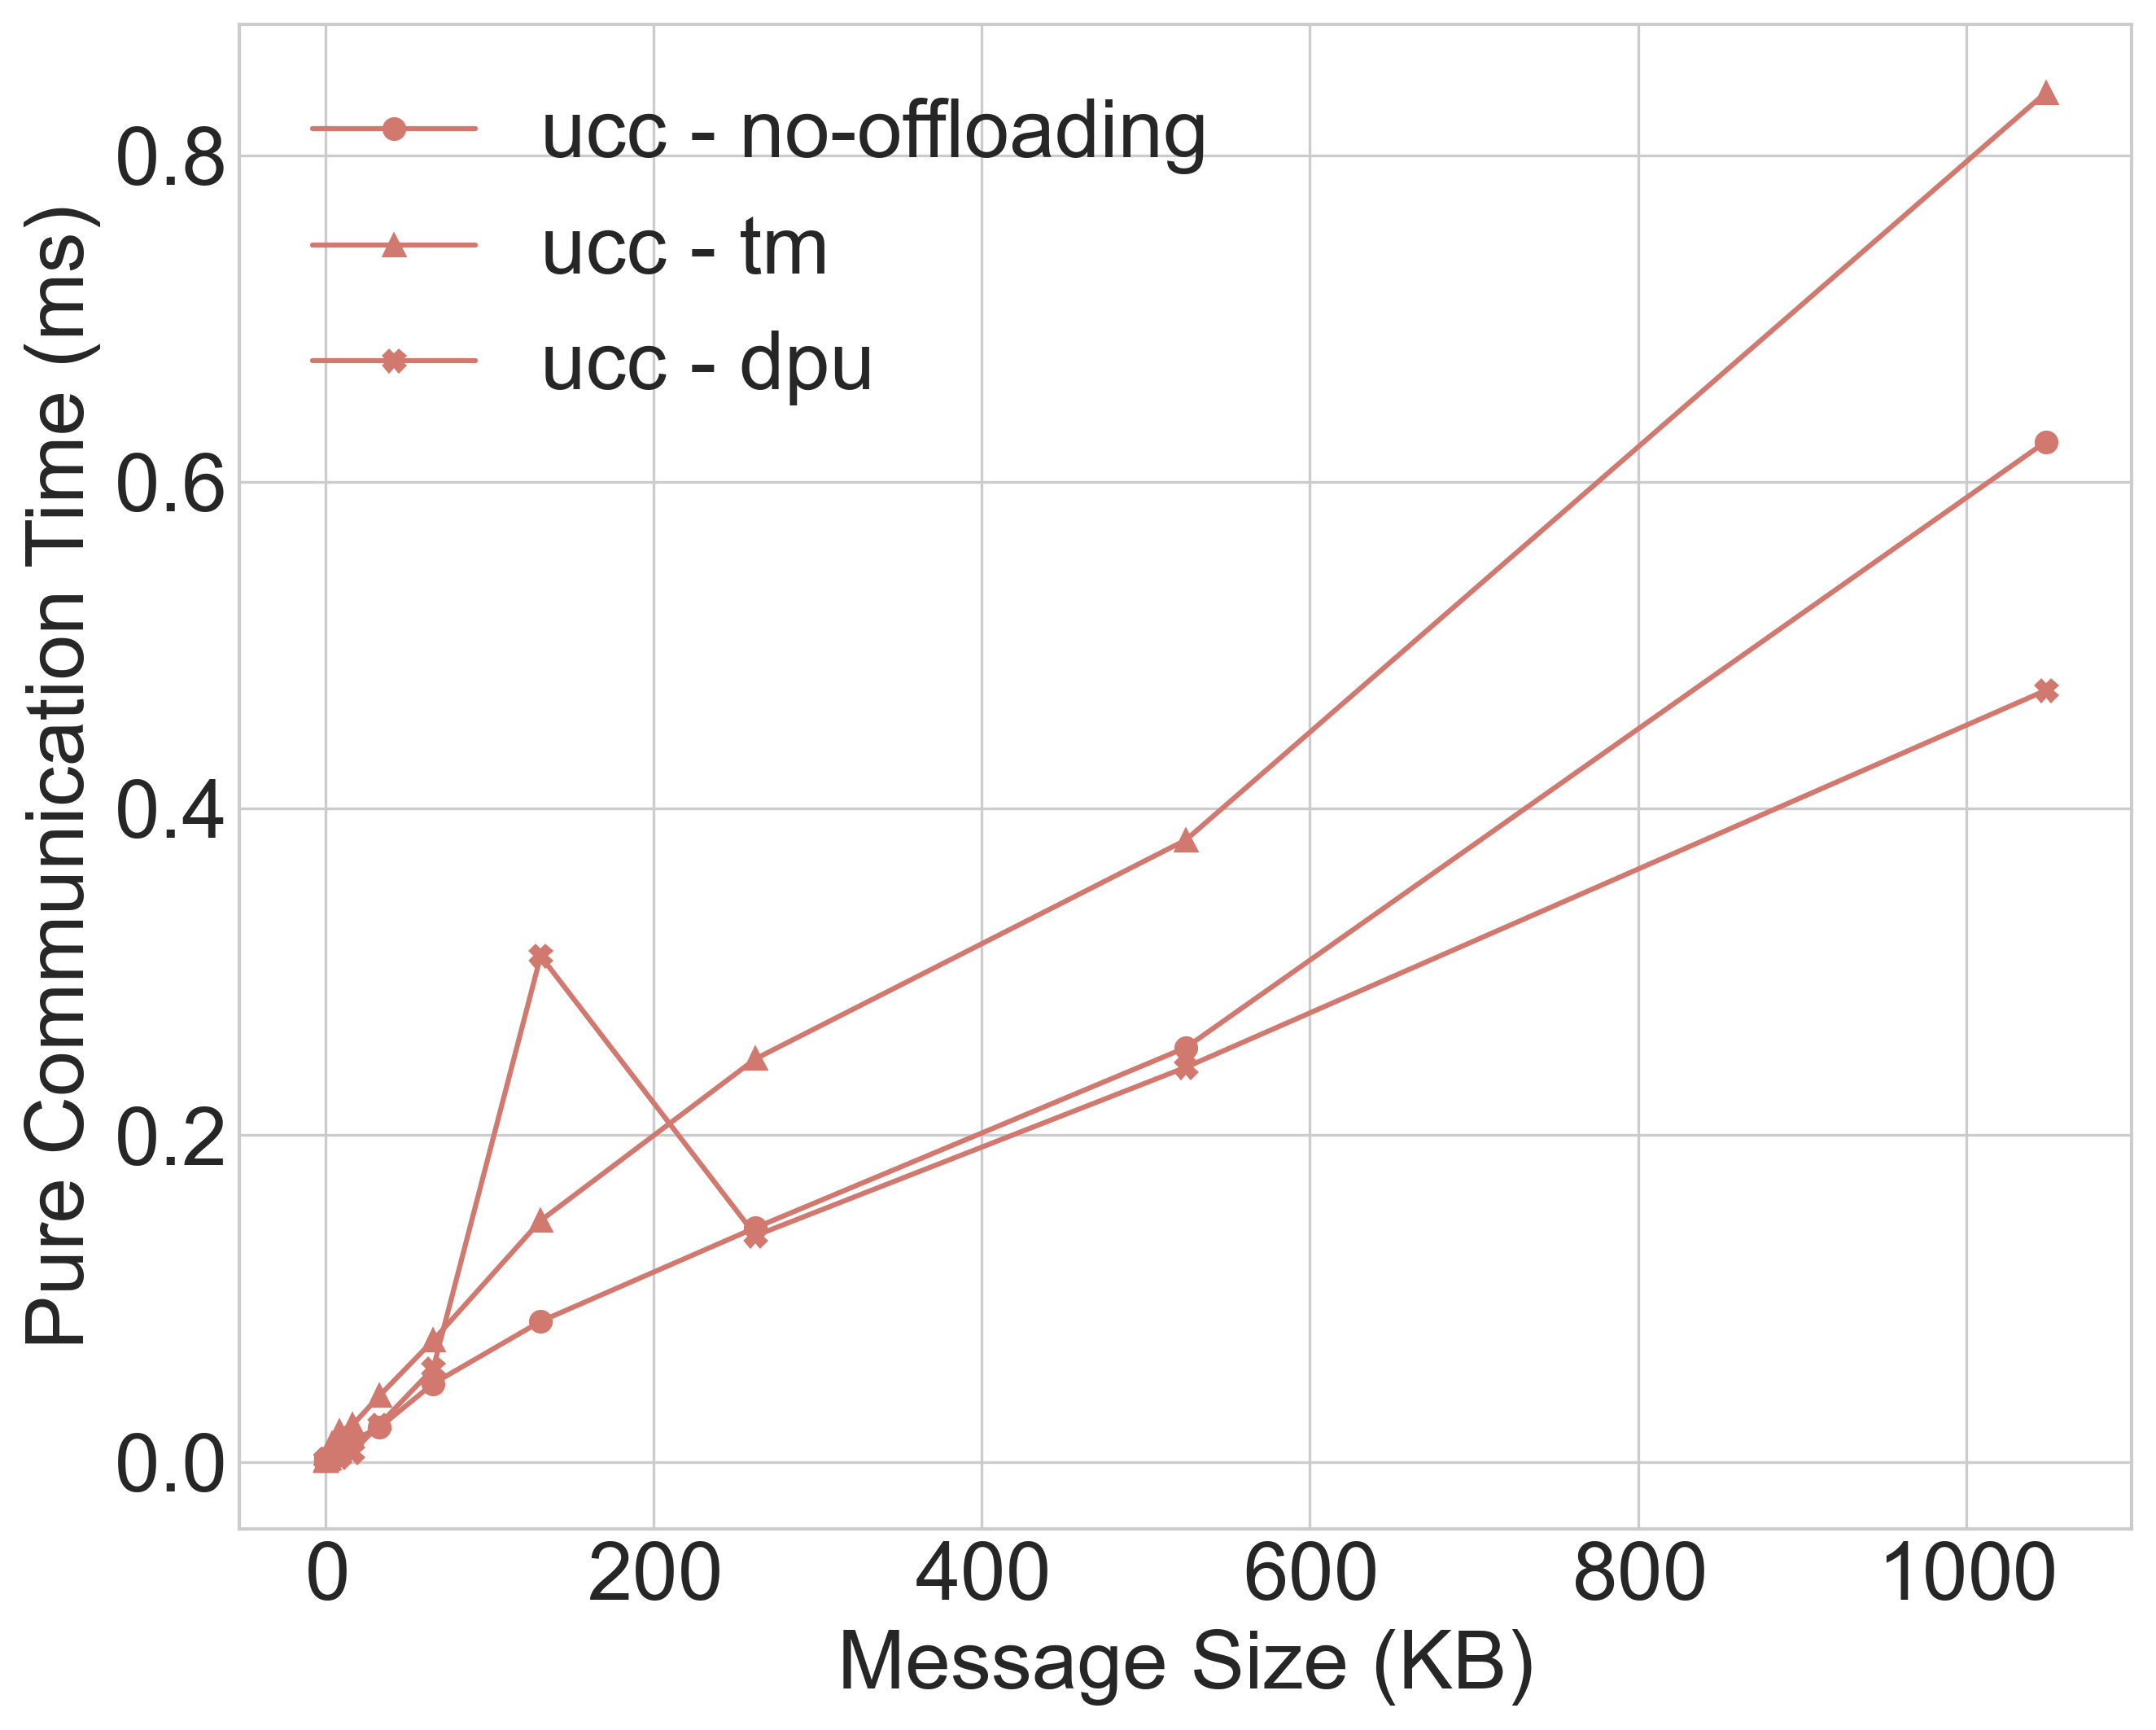 ucc - no-offloading
ucc - tm
ucc - dpu
Pure Communication Time (ms)
0.8
0.6
0.4
0.2
0.0
0 200 400 600 800 1000
Message Size (KB)